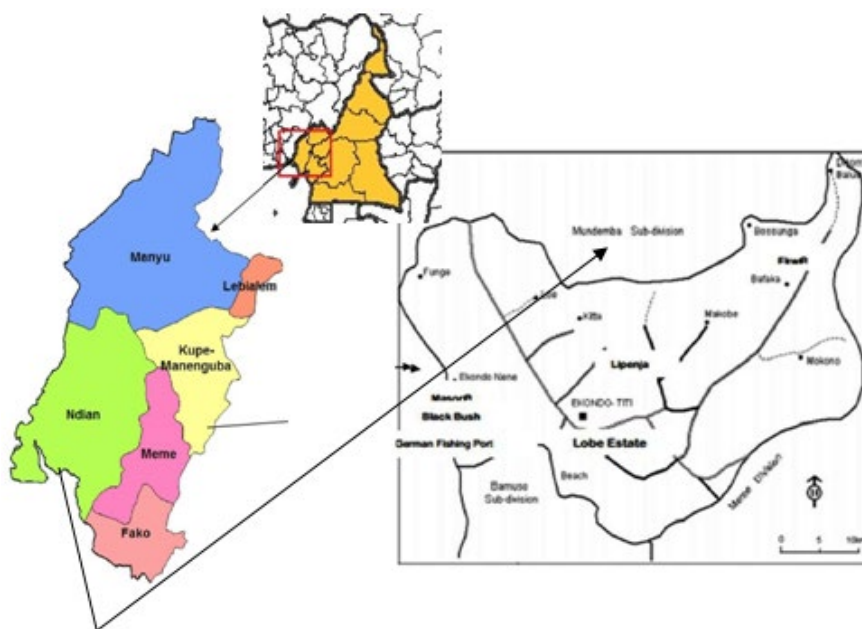 Menyu
Lebialem
Kupe-
Manenguba
Ndian
Meme
Fako
Mundemba Sub-division
Bossunga
Funge
Bafaka
Kitta
Makobe
Mokono
Lipenja
Ekondo Nene
Black Bush
EKONDO-TITI
German Fishing Port
Lobe Estate
Beach
Bamuso
Sub-division
Meme Division
0 5 10km